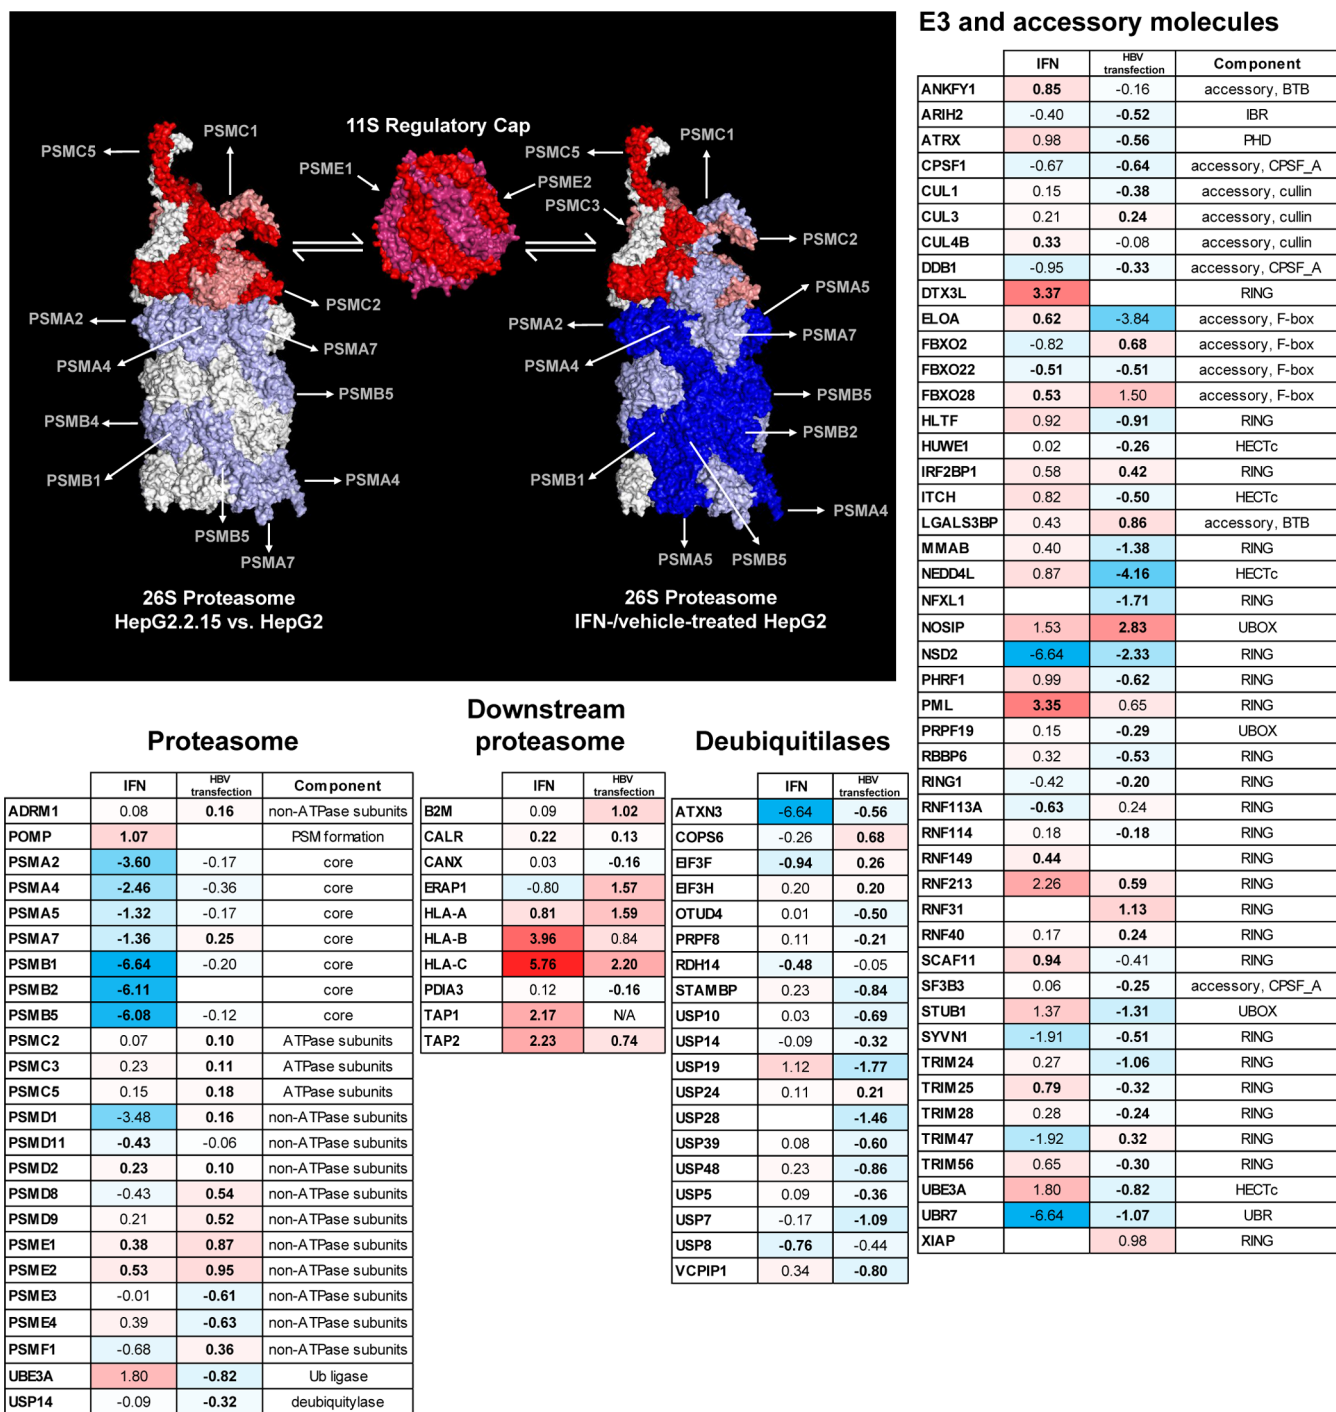 PSMC5
PSMC1
PSMA2
PSMA4
PSMB4
PSMB1
PSMB5
PSMA7
PSMC2
PSMA7
PSMB5
PSMA4
26S Proteasome
HepG2.2.15 vs. HepG2
11S Regulatory Cap
PSME1
PSME2
PSMC5
PSMC3
PSMC1
PSMC2
PSMA5
PSMA2
PSMA7
PSMA4
PSMB5
PSMB2
PSMB1
PSMA4
PSMA5
PSMB5
26S Proteasome
IFN-/vehicle-treated HepG2
E3 and accessory molecules
IFN HBV transfection Component
ANKFY1 0.85 -0.16 accessory, BTB
ARIH2 -0.40 -0.52 IBR
ATRX 0.98 -0.56 PHD
CPSF1 -0.67 -0.64 accessory, CPSF_A
CUL1 0.15 -0.38 accessory, cullin
CUL3 0.21 0.24 accessory, cullin
CUL4B 0.33 -0.08 accessory, cullin
DDB1 -0.95 -0.33 accessory, CPSF_A
DTX3L 3.37 RING
ELOA 0.62 -3.84 accessory, F-box
FBXO2 -0.82 0.68 accessory, F-box
FBXO22 -0.51 -0.51 accessory, F-box
FBXO28 0.53 1.50 accessory, F-box
HLTF 0.92 -0.91 RING
HUWE1 0.02 -0.26 HECTc
IRF2BP1 0.58 0.42 RING
ITCH 0.82 -0.50 HECTc
LGALS3BP 0.43 0.86 accessory, BTB
MMAB 0.40 -1.38 RING
NEDD4L 0.87 -4.16 HECTc
NFXL1 -1.71 RING
NOSIP 1.53 2.83 UBOX
NSD2 -6.64 -2.33 RING
PHRF1 0.99 -0.62 RING
PML 3.35 0.65 RING
PRPF19 0.15 -0.29 UBOX
RBBP6 0.32 -0.53 RING
RING1 -0.42 -0.20 RING
RNF113A -0.63 0.24 RING
RNF114 0.18 -0.18 RING
RNF149 0.44 RING
RNF213 2.26 0.59 RING
RNF31 1.13 RING
RNF40 0.17 0.24 RING
SCAF11 0.94 -0.41 RING
SF3B3 0.06 -0.25 accessory, CPSF_A
STUB1 1.37 -1.31 UBOX
SYVN1 -1.91 -0.51 RING
TRIM24 0.27 -1.06 RING
TRIM25 0.79 -0.32 RING
TRIM28 0.28 -0.24 RING
TRIM47 -1.92 0.32 RING
TRIM56 0.65 -0.30 RING
UBE3A 1.80 -0.82 HECTc
UBR7 -6.64 -1.07 UBR
XIAP 0.98 RING
Proteasome
IFN HBV transfection Component
ADRM1 0.08 0.16 non-ATPase subunits
POMP 1.07 PSM formation
PSMA2 -3.60 -0.17 core
PSMA4 -2.46 -0.36 core
PSMA5 -1.32 -0.17 core
PSMA7 -1.36 0.25 core
PSMB1 -6.64 -0.20 core
PSMB2 -6.11 core
PSMB5 -6.08 -0.12 core
PSMC2 0.07 0.10 ATPase subunits
PSMC3 0.23 0.11 ATPase subunits
PSMC5 0.15 0.18 ATPase subunits
PSMD1 -3.48 0.16 non-ATPase subunits
PSMD11 -0.43 -0.06 non-ATPase subunits
PSMD2 0.23 0.10 non-ATPase subunits
PSMD8 -0.43 0.54 non-ATPase subunits
PSMD9 0.21 0.52 non-ATPase subunits
PSME1 0.38 0.87 non-ATPase subunits
PSME2 0.53 0.95 non-ATPase subunits
PSME3 -0.01 -0.61 non-ATPase subunits
PSME4 0.39 -0.63 non-ATPase subunits
PSMF1 -0.68 0.36 non-ATPase subunits
UBE3A 1.80 -0.82 Ub ligase
USP14 -0.09 -0.32 deubiquitylase
Downstream
proteasome
IFN HBV transfection
B2M 0.09 1.02
CALR 0.22 0.13
CANX 0.03 -0.16
ERAP1 -0.80 1.57
HLA-A 0.81 1.59
HLA-B 3.96 0.84
HLA-C 5.76 2.20
PDIA3 0.12 -0.16
TAP1 2.17 N/A
TAP2 2.23 0.74
Deubiquitilases
IFN HBV transfection
ATXN3 -6.64 -0.56
COPS6 -0.26 0.68
EIF3F -0.94 0.26
EIF3H 0.20 0.20
OTUD4 0.01 -0.50
PRPF8 0.11 -0.21
RDH14 -0.48 -0.05
STAMBP 0.23 -0.84
USP10 0.03 -0.69
USP14 -0.09 -0.32
USP19 1.12 -1.77
USP24 0.11 0.21
USP28 -1.46
USP39 0.08 -0.60
USP48 0.23 -0.86
USP5 0.09 -0.36
USP7 -0.17 -1.09
USP8 -0.76 -0.44
VCPIP1 0.34 -0.80